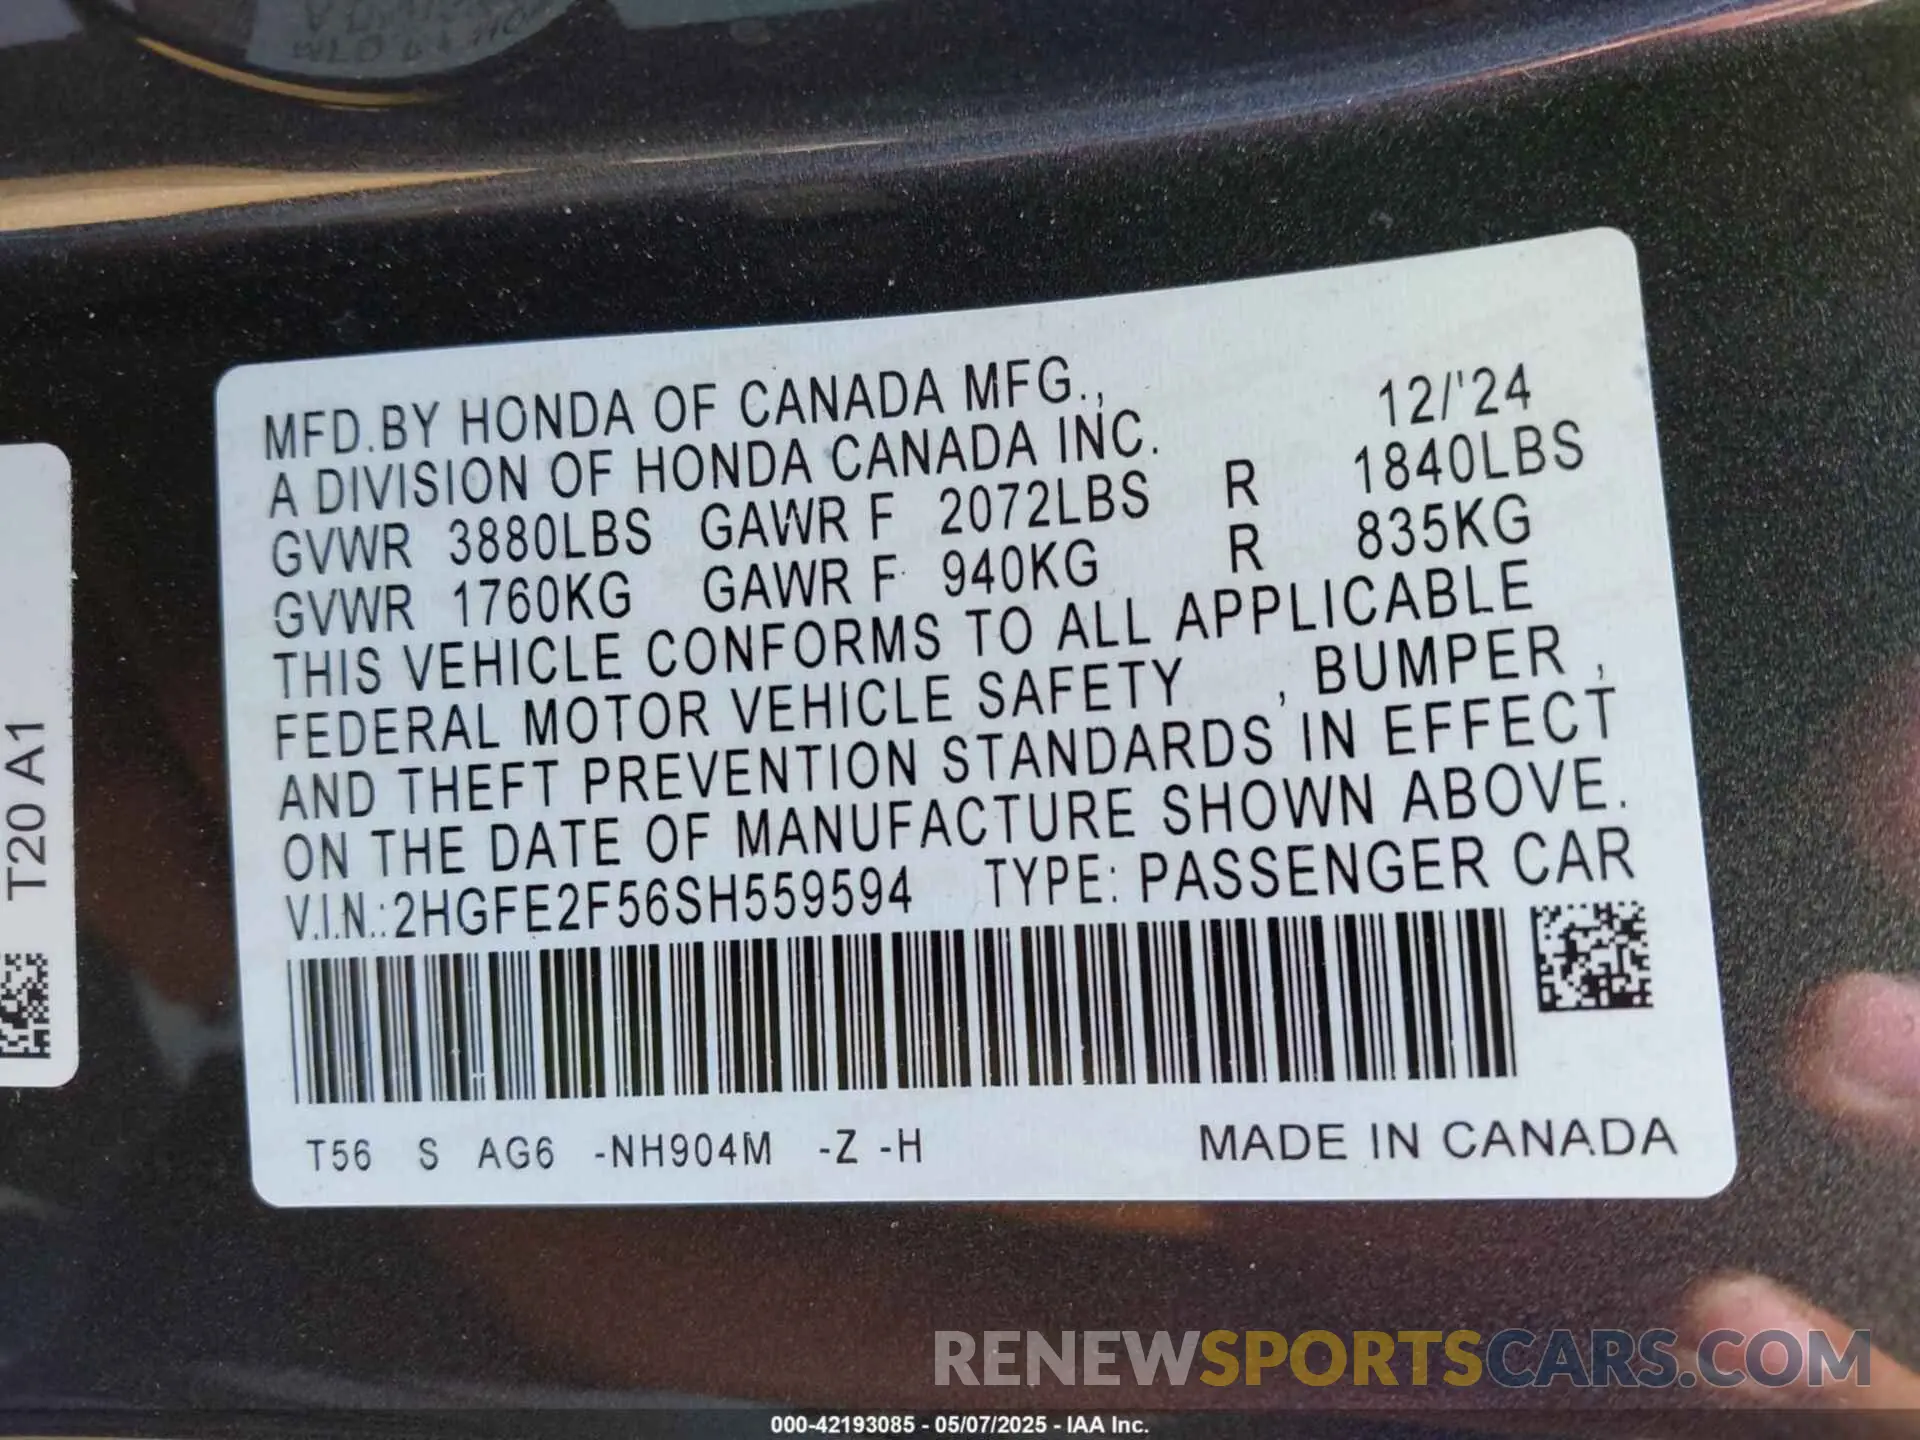 MFD.BY HONDA OF CANADA MFG., 12/'24
A DIVISION OF HONDA CANADA INC.
GVWR 3880LBS GAWR F 2072LBS R 1840LBS
GVWR 1760KG GAWR F 940KG R 835KG
THIS VEHICLE CONFORMS TO ALL APPLICABLE
FEDERAL MOTOR VEHICLE SAFETY , BUMPER ,
AND THEFT PREVENTION STANDARDS IN EFFECT
ON THE DATE OF MANUFACTURE SHOWN ABOVE.
V.I.N.:2HGFE2F56SH559594 TYPE: PASSENGER CAR
T56 S AG6 -NH904M -Z -H MADE IN CANADA
T20 A1
RENEWSPORTSCARS.COM
000-42193085 - 05/07/2025 - IAA Inc.